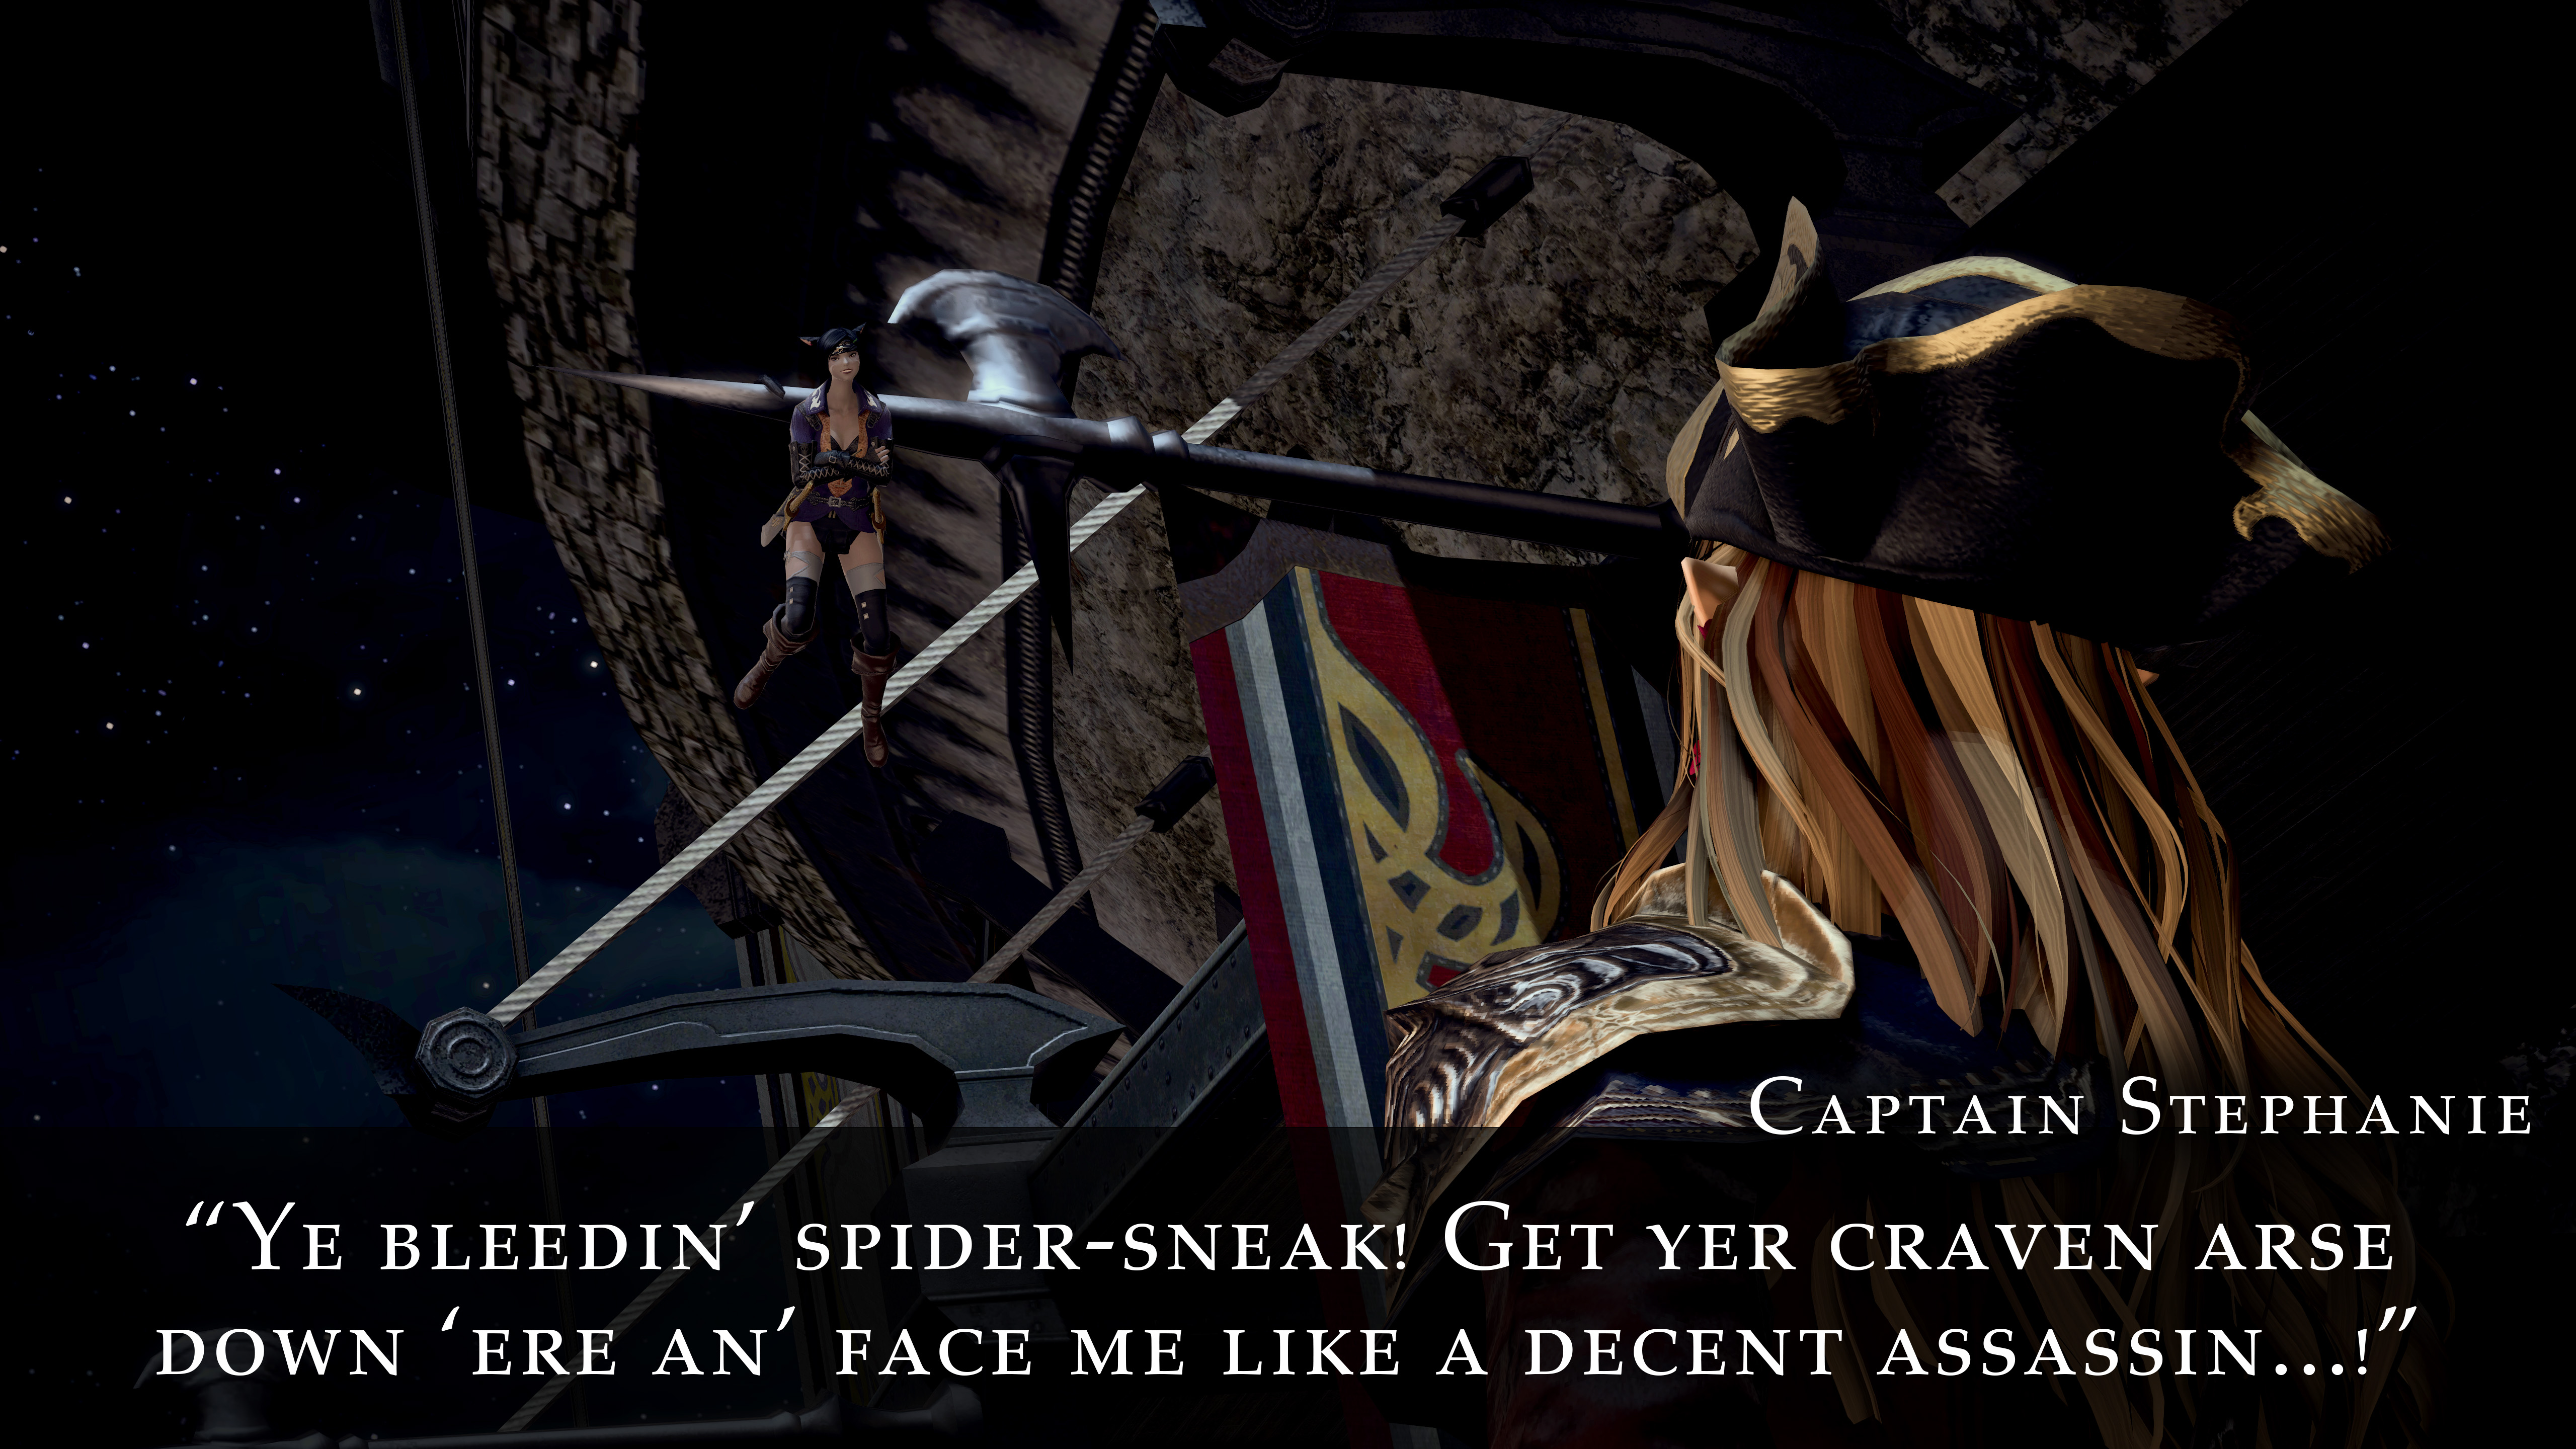 Captain Stephanie
“Ye bleedin’ spider-sneak! Get yer craven arse
down ‘ere an’ face me like a decent assassin...!”